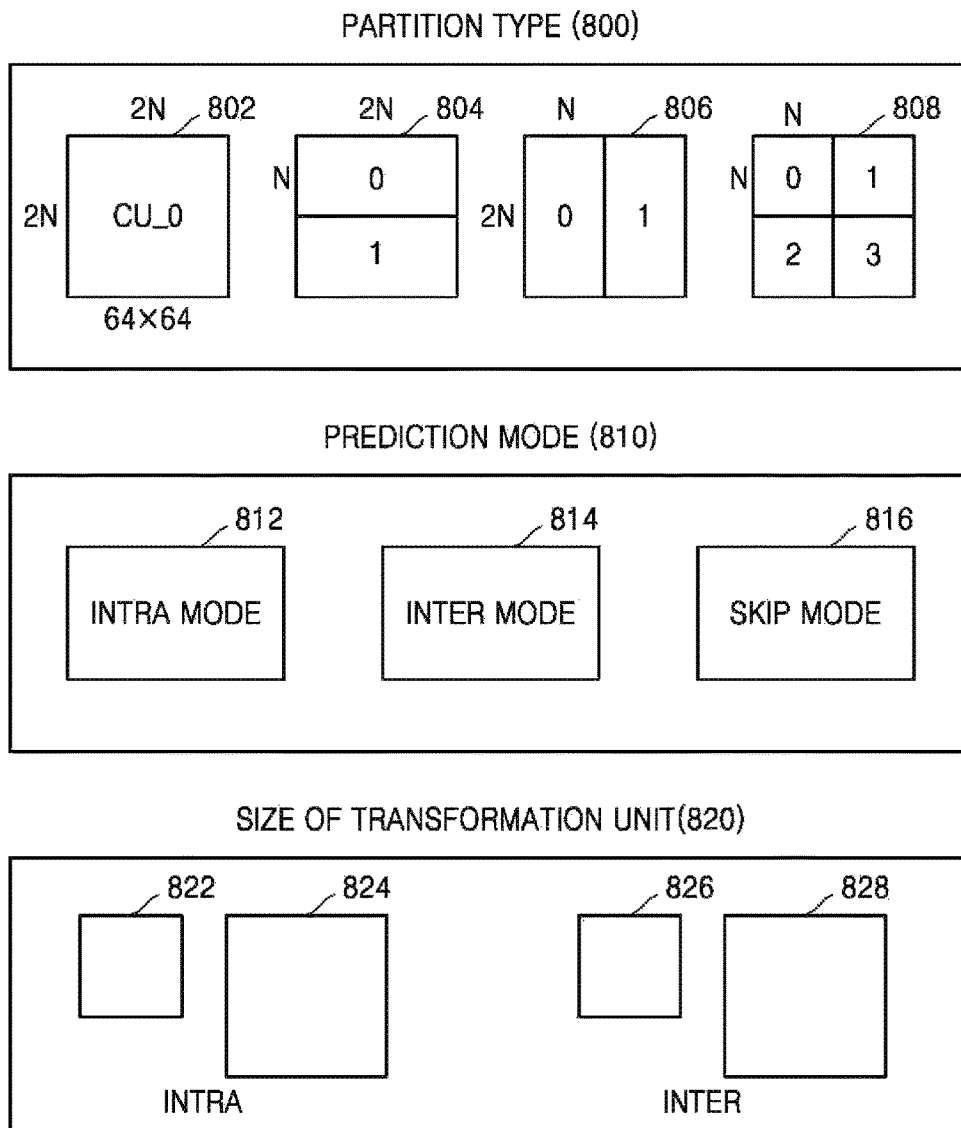 PARTITION TYPE (800)
2N 802 2N 804 N 806 N 808
2N CU_0 N 0 2N 0 1 N 0 1
1 2 3
64×64
PREDICTION MODE (810)
812 814 816
INTRA MODE INTER MODE SKIP MODE
SIZE OF TRANSFORMATION UNIT(820)
822 824 826 828
INTRA INTER